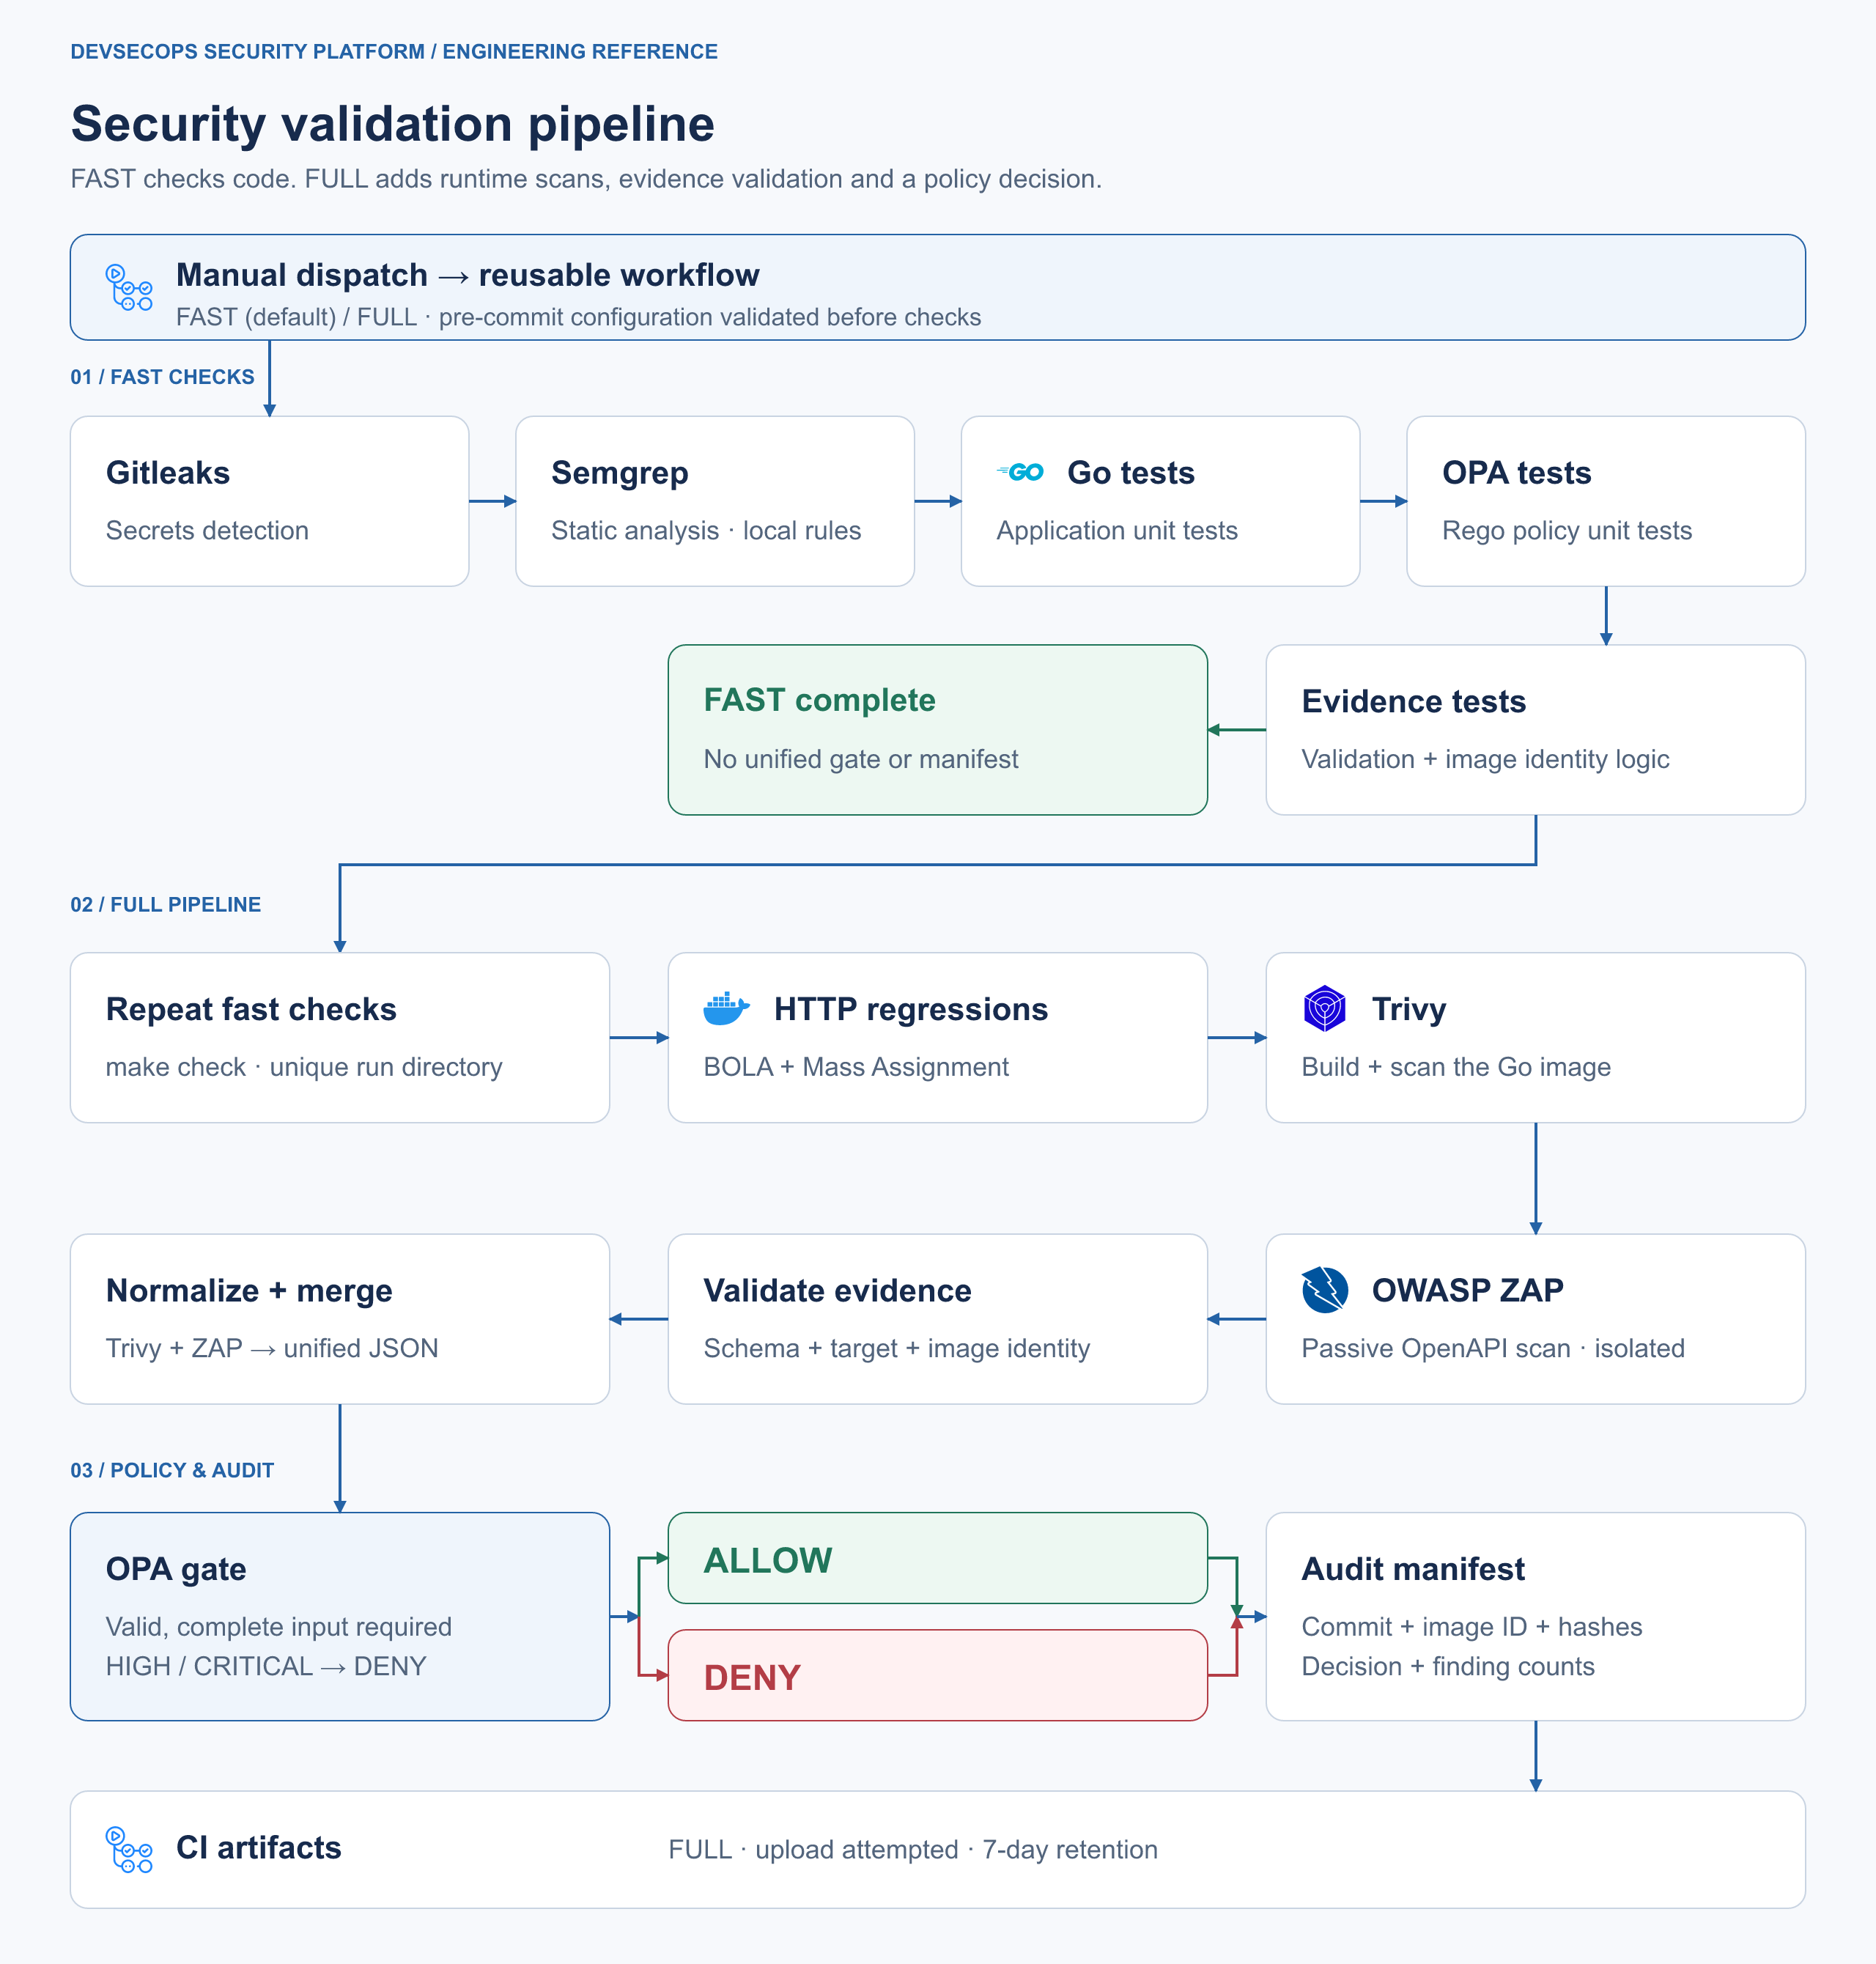 DEVSECOPS SECURITY PLATFORM / ENGINEERING REFERENCE
Security validation pipeline
FAST checks code. FULL adds runtime scans, evidence validation and a policy decision.
Manual dispatch → reusable workflow
FAST (default) / FULL · pre-commit configuration validated before checks
01 / FAST CHECKS
Gitleaks
Secrets detection
Semgrep
Static analysis · local rules
GO
Go tests
Application unit tests
OPA tests
Rego policy unit tests
FAST complete
No unified gate or manifest
Evidence tests
Validation + image identity logic
02 / FULL PIPELINE
Repeat fast checks
make check · unique run directory
HTTP regressions
BOLA + Mass Assignment
Trivy
Build + scan the Go image
Normalize + merge
Trivy + ZAP → unified JSON
Validate evidence
Schema + target + image identity
OWASP ZAP
Passive OpenAPI scan · isolated
03 / POLICY & AUDIT
OPA gate
Valid, complete input required
HIGH / CRITICAL → DENY
ALLOW
DENY
Audit manifest
Commit + image ID + hashes
Decision + finding counts
CI artifacts
FULL · upload attempted · 7-day retention